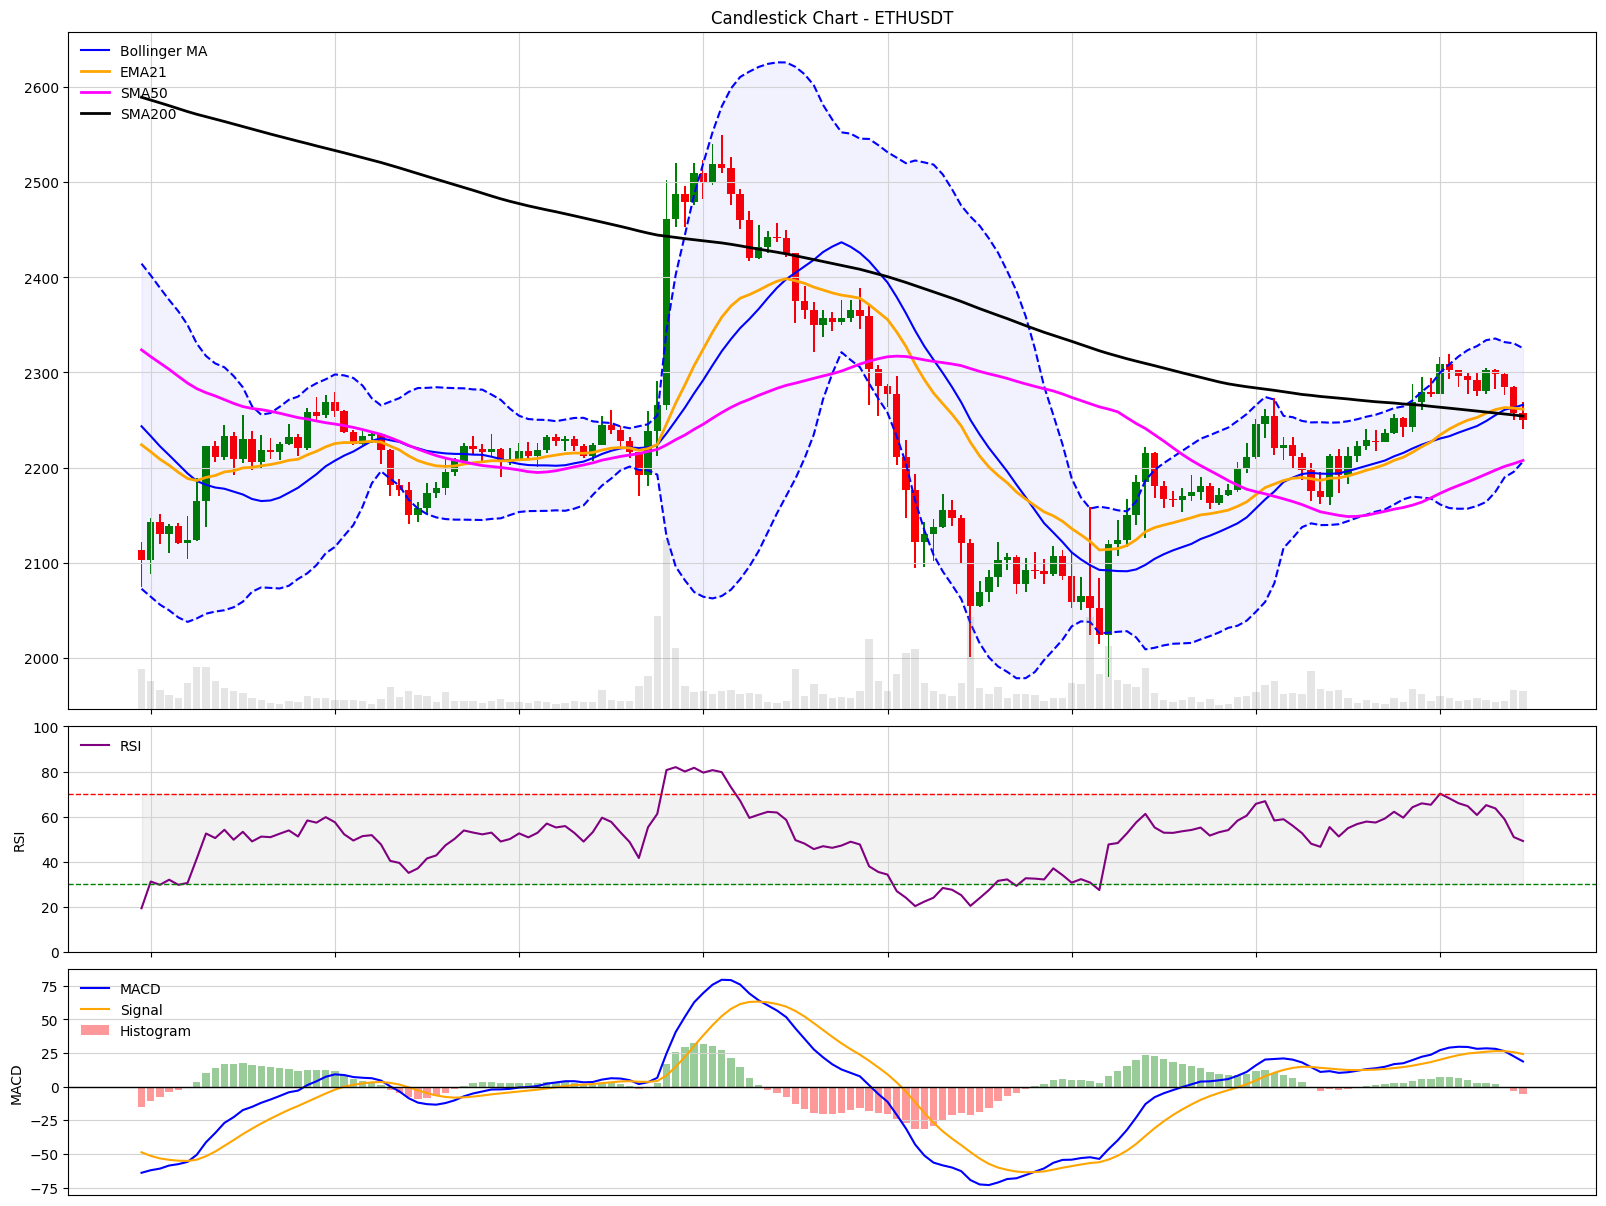 Candlestick Chart - ETHUSDT
Bollinger MA
EMA21
SMA50
SMA200
2600
2500
2400
2300
2200
2100
2000
RSI
100
80
60
40
20
0
RSI
MACD
Signal
Histogram
75
50
25
0
−25
−50
−75
MACD